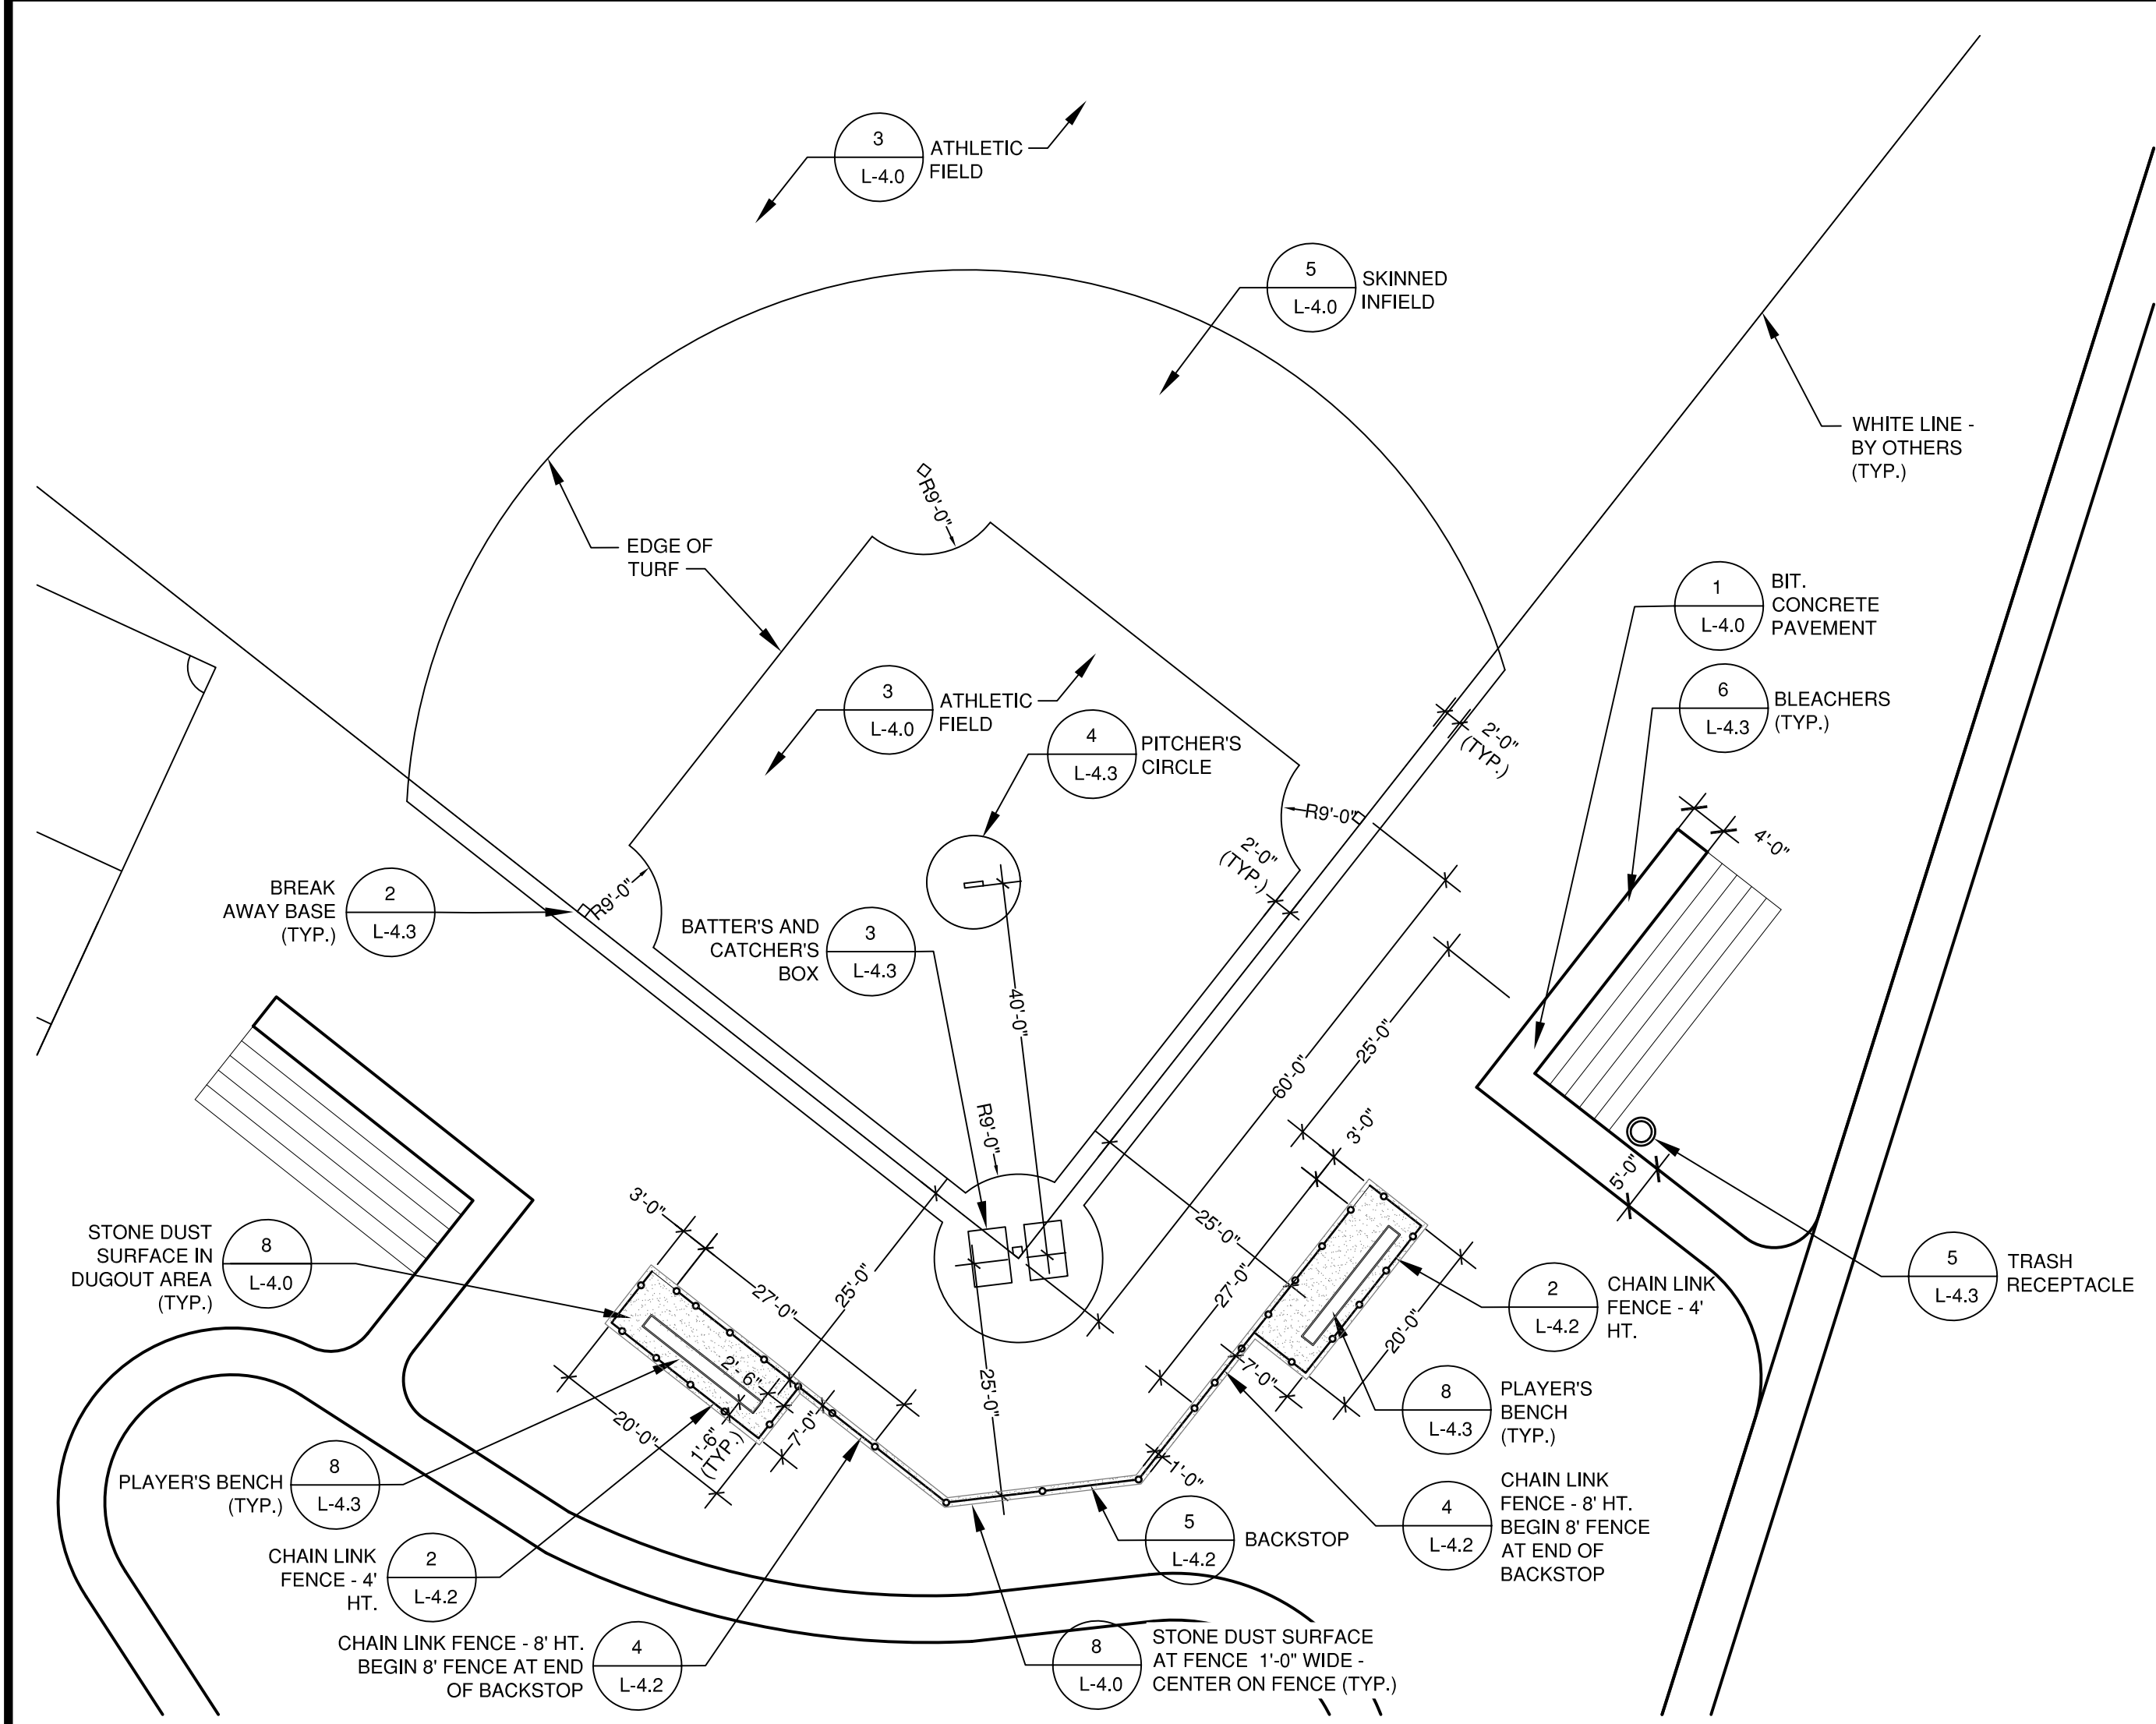 3
L-4.0
ATHLETIC
FIELD
5
L-4.0
SKINNED
INFIELD
WHITE LINE -
BY OTHERS
(TYP.)
R9'-0"
EDGE OF
TURF
1
L-4.0
BIT.
CONCRETE
PAVEMENT
3
L-4.0
ATHLETIC
FIELD
6
L-4.3
BLEACHERS
(TYP.)
4
L-4.3
PITCHER'S
CIRCLE
2'-0"
(TYP.)
R9'-0"
4'-0"
2'-0"
(TYP.)
BREAK
AWAY BASE
(TYP.)
2
L-4.3
R9'-0"
BATTER'S AND
CATCHER'S
BOX
3
L-4.3
40'-0"
25'-0"
60'-0"
R9'-0"
3'-0"
5'-0"
3'-0"
25'-0"
STONE DUST
SURFACE IN
DUGOUT AREA
(TYP.)
8
L-4.0
27'-0"
25'-0"
27'-0"
2
L-4.2
CHAIN LINK
FENCE - 4'
HT.
5
L-4.3
TRASH
RECEPTACLE
20'-0"
2'- 6"
7'-0"
25'-0"
8
L-4.3
PLAYER'S
BENCH
(TYP.)
20'-0"
1'-6"
(TYP.)
7'-0"
1'-0"
PLAYER'S BENCH
(TYP.)
8
L-4.3
4
L-4.2
CHAIN LINK
FENCE - 8' HT.
BEGIN 8' FENCE
AT END OF
BACKSTOP
5
L-4.2
BACKSTOP
CHAIN LINK
FENCE - 4'
HT.
2
L-4.2
CHAIN LINK FENCE - 8' HT.
BEGIN 8' FENCE AT END
OF BACKSTOP
4
L-4.2
8
L-4.0
STONE DUST SURFACE
AT FENCE 1'-0" WIDE -
CENTER ON FENCE (TYP.)